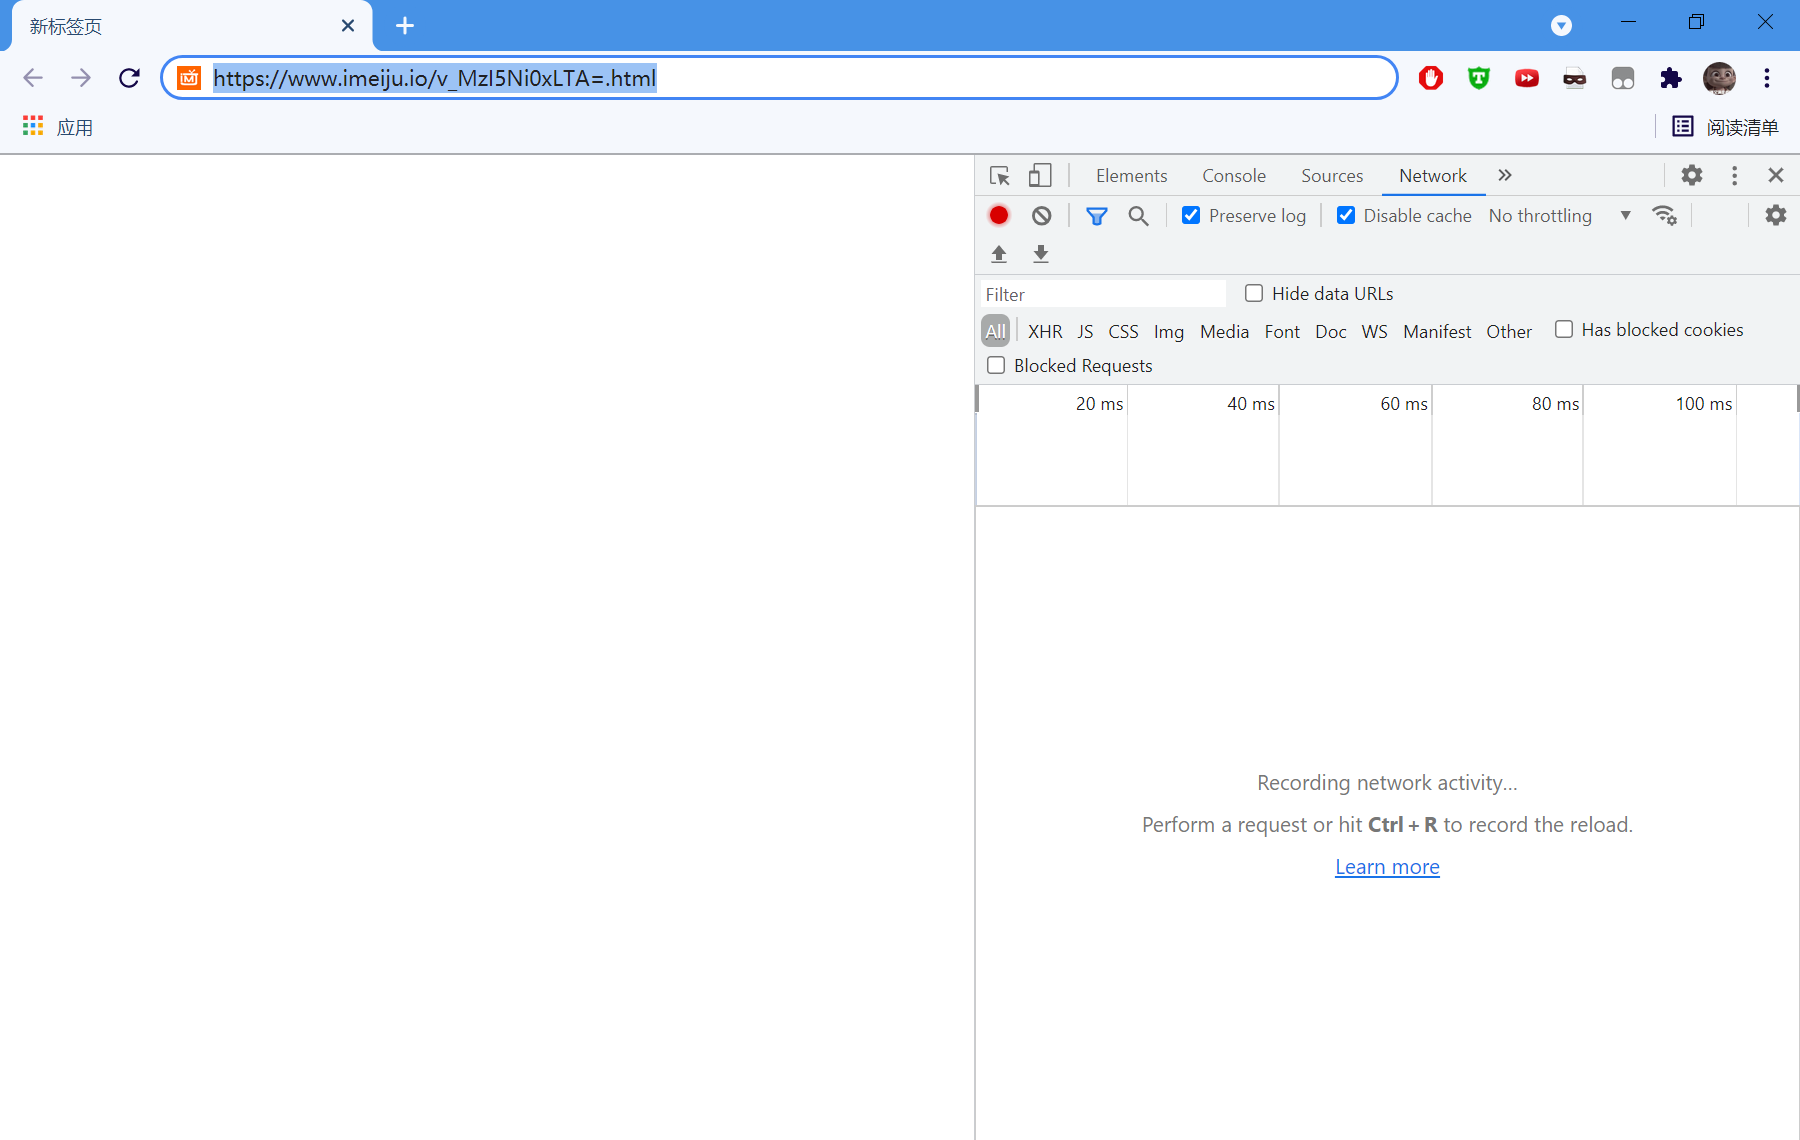 新标签页
https://www.imeiju.io/v_MzI5Ni0xLTA=.html
应用
阅读清单
Elements Console Sources Network
Preserve log Disable cache No throttling
Filter Hide data URLs
All XHR JS CSS Img Media Font Doc WS Manifest Other Has blocked cookies
Blocked Requests
20 ms 40 ms 60 ms 80 ms 100 ms
Recording network activity...
Perform a request or hit Ctrl + R to record the reload.
Learn more